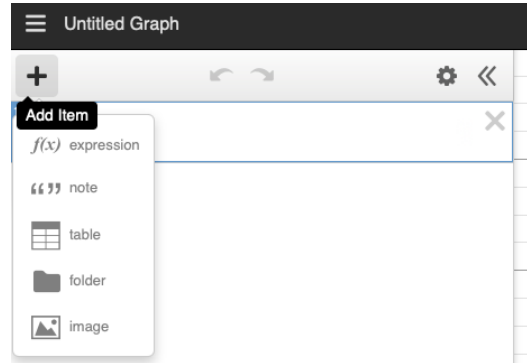 Untitled Graph
Add Item
f(x) expression
note
table
folder
image